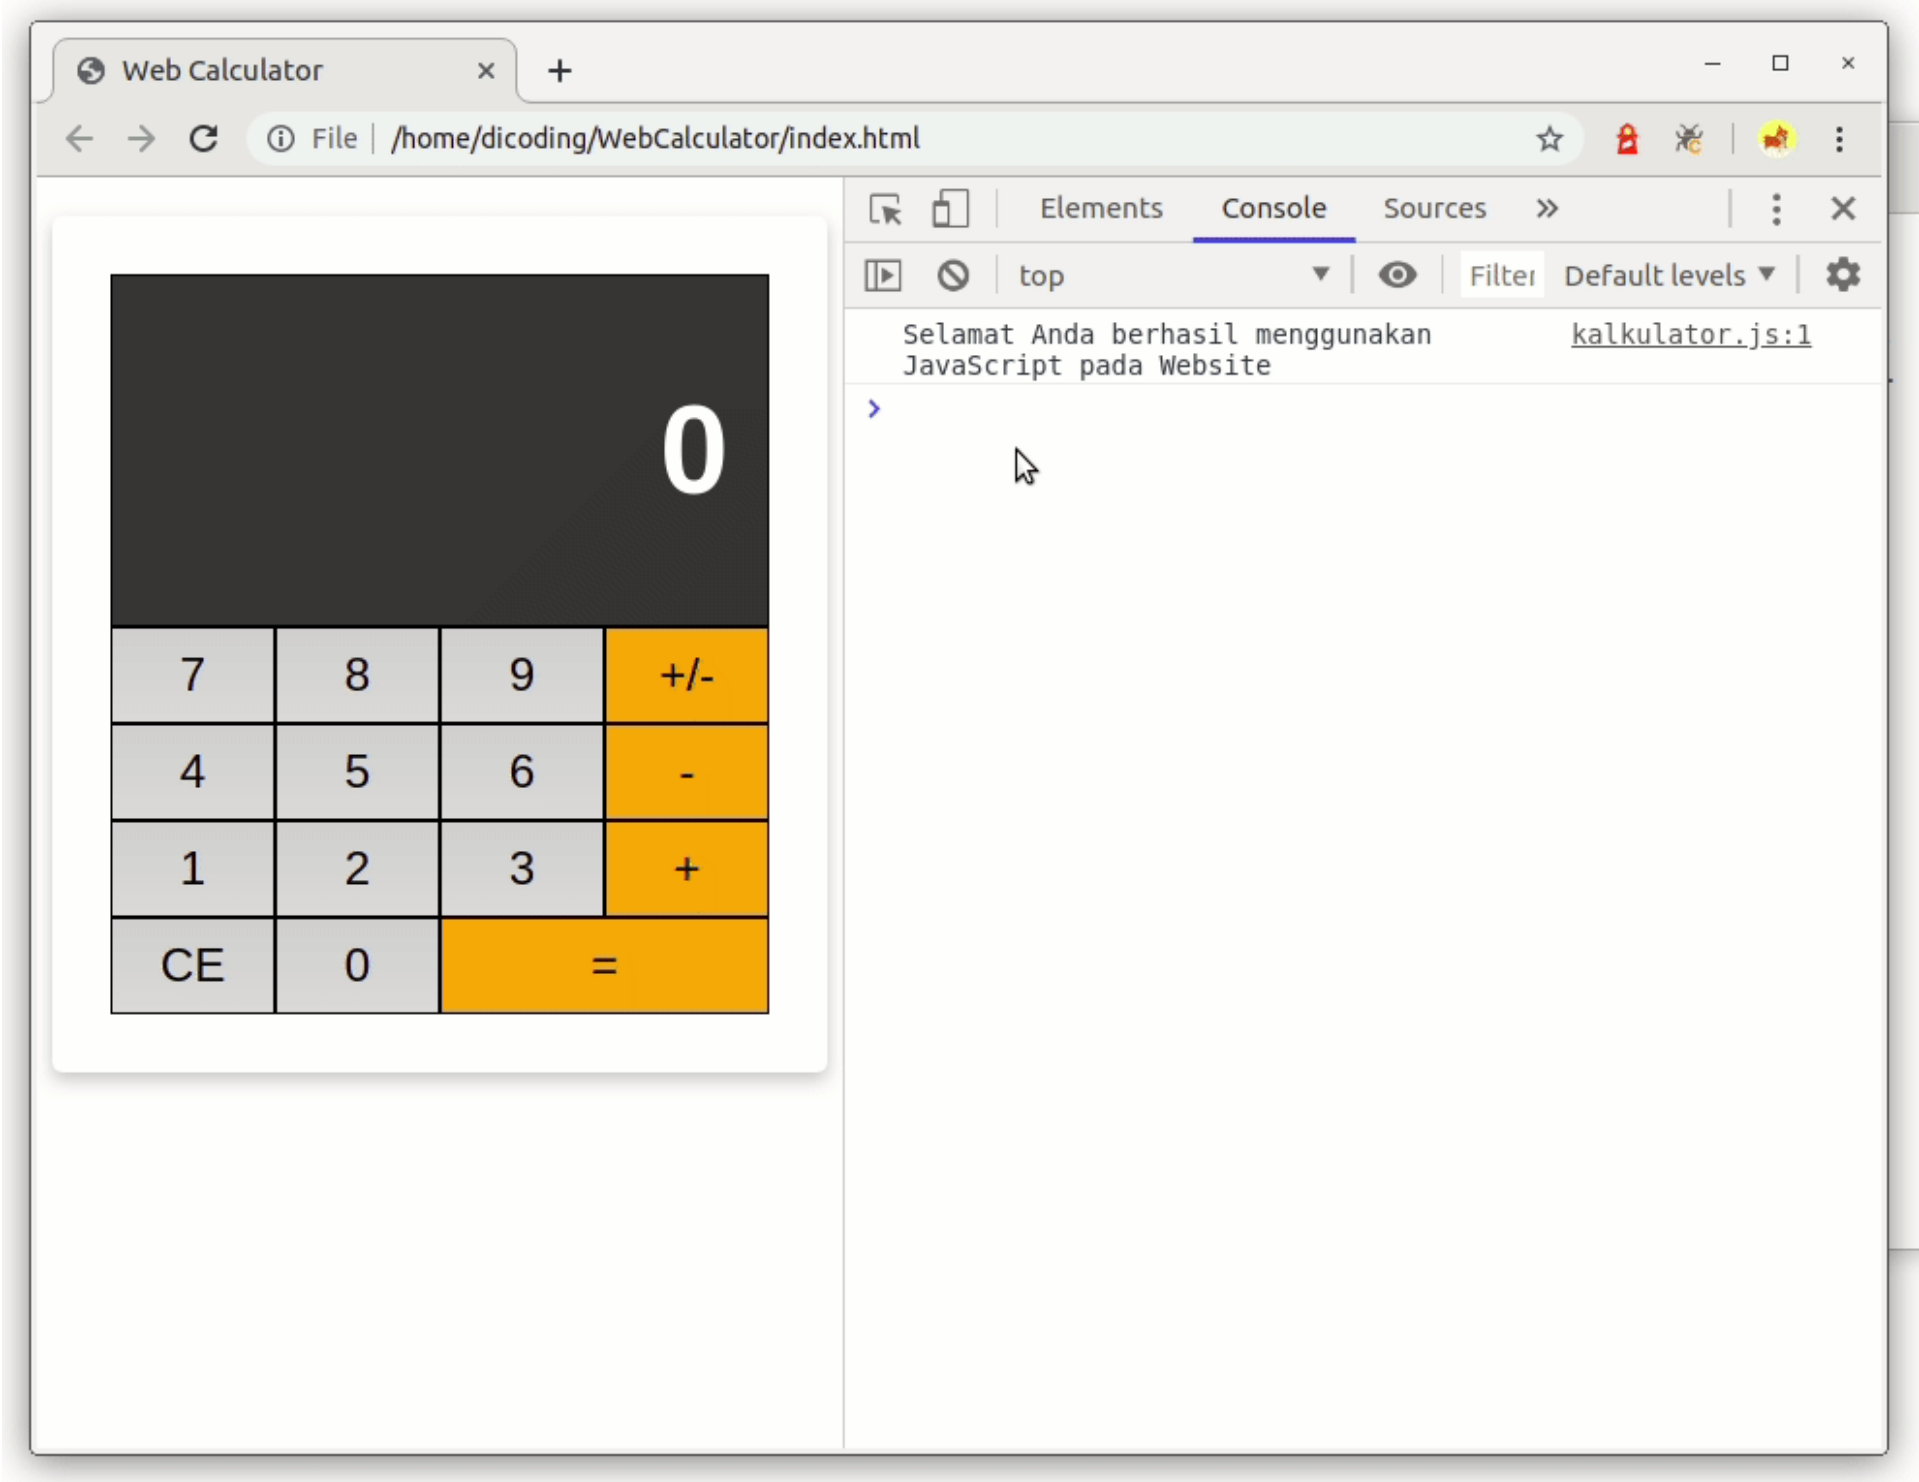 Web Calculator
File /home/dicoding/WebCalculator/index.html
Elements Console Sources
top Filter Default levels
Selamat Anda berhasil menggunakan kalkulator.js:1
JavaScript pada Website
0
7 8 9 +/-
4 5 6 -
1 2 3 +
CE 0 =